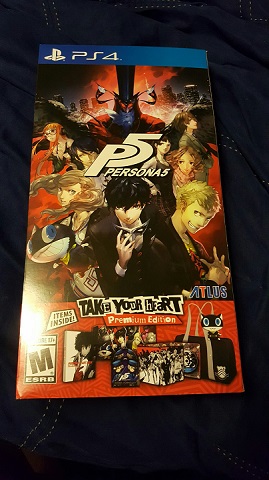 PS4
P5
PERSONA5
ATLUS
ITEMS
INSIDE!
TAKE YOUR HEART
Premium Edition
M
ESRB